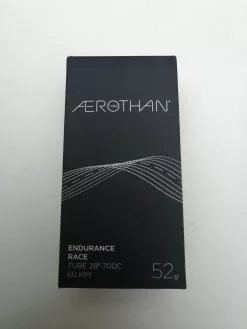 ÆROTHAN®
ENDURANCE
RACE
TUBE 28" 700C
60 MM
52g